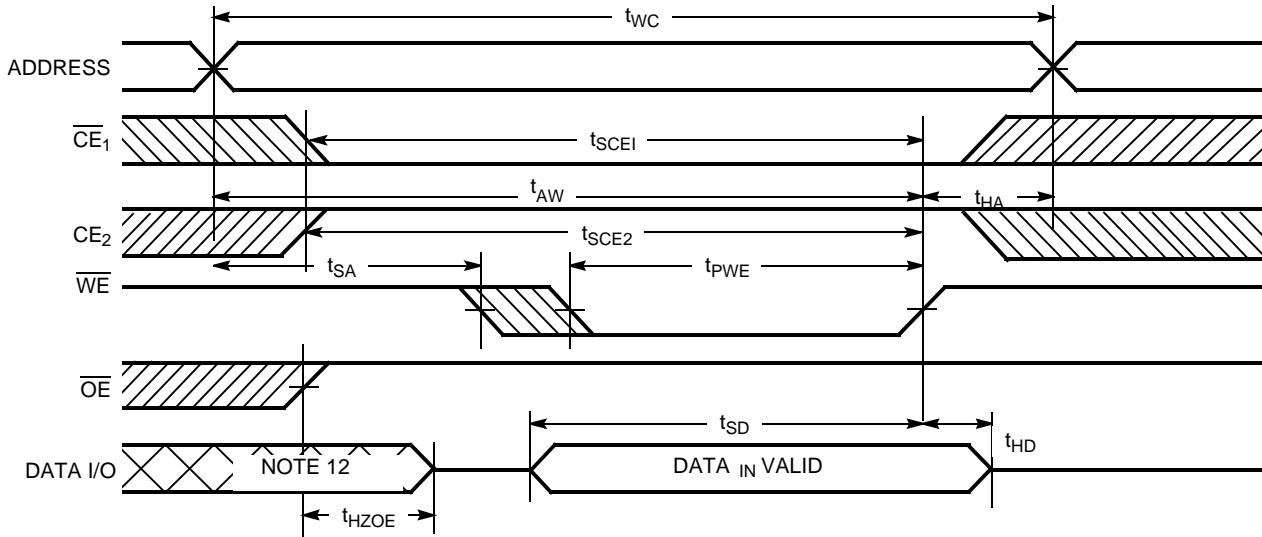 tWC
ADDRESS
CE1
tSCEI
tAW
tHA
CE2
tSCE2
tSA
tPWE
WE
OE
tSD
tHD
DATA I/O
NOTE 12
DATA IN VALID
tHZOE